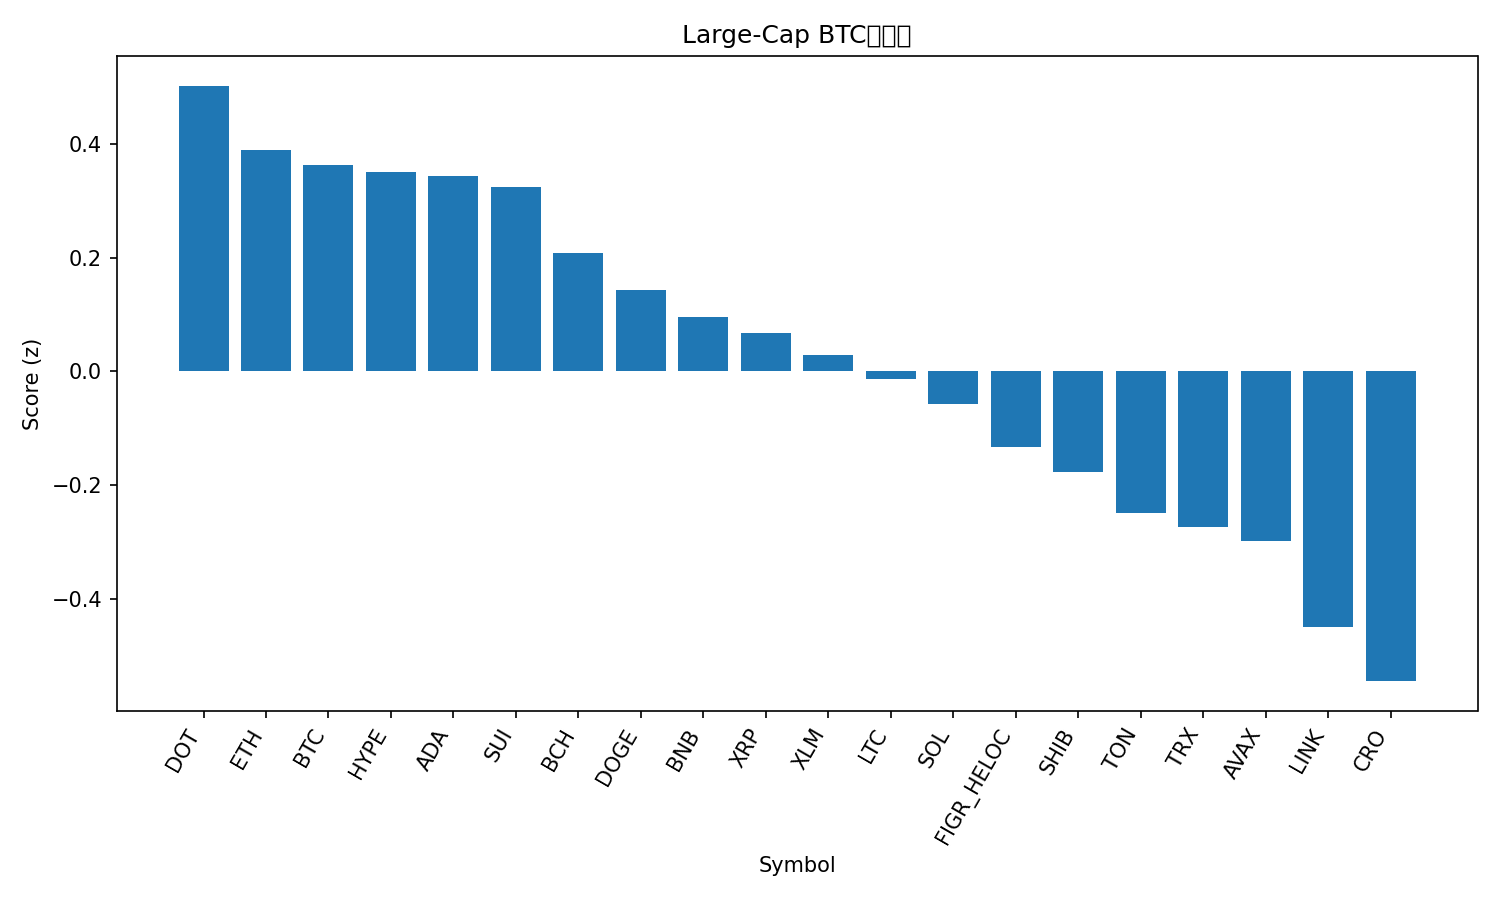 Large-Cap BTC
Score (z)
0.4
0.2
0.0
−0.2
−0.4
DOT
ETH
BTC
HYPE
ADA
SUI
BCH
DOGE
BNB
XRP
XLM
LTC
SOL
FIGR_HELOC
SHIB
TON
TRX
AVAX
LINK
CRO
Symbol